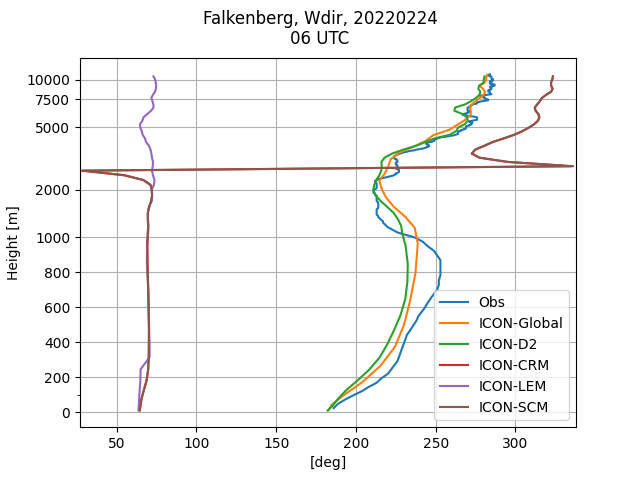 Falkenberg, Wdir, 20220224
06 UTC
Height [m]
10000
7500
5000
2000
1000
800
600
400
200
0
50
100
150
200
250
300
[deg]
Obs
ICON-Global
ICON-D2
ICON-CRM
ICON-LEM
ICON-SCM